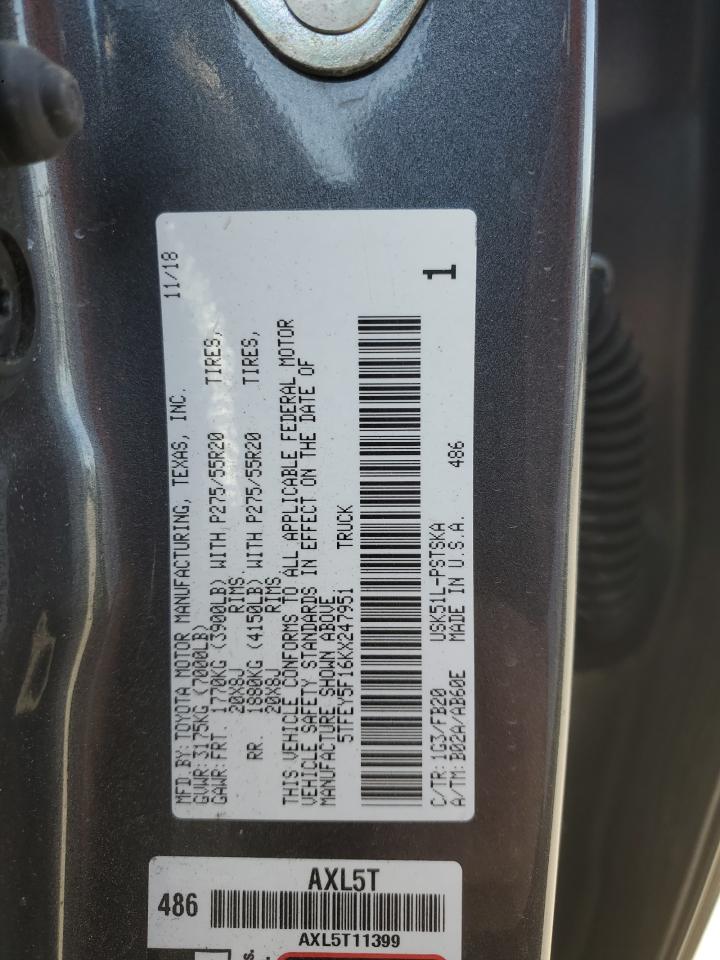 MFD BY: TOYOTA MOTOR MANUFACTURING, TEXAS, INC. 11/18
GVWR: 3175KG (7000LB)
GAWR: FRT. 1770KG (3900LB) WITH P275/55R20 TIRES,
20X8J RIMS.
RR. 1880KG (4150LB) WITH P275/55R20 TIRES,
20X8J RIMS
THIS VEHICLE CONFORMS TO ALL APPLICABLE FEDERAL MOTOR
VEHICLE SAFETY STANDARDS IN EFFECT ON THE DATE OF
MANUFACTURE SHOWN ABOVE.
5TFEY5F16KX247951 TRUCK
C/TR: 1G3/FB20 USK51L-PSTSKA 1
A/TM: B02A/AB60E MADE IN U.S.A. 486
AXL5T
486
AXL5T11399
s.